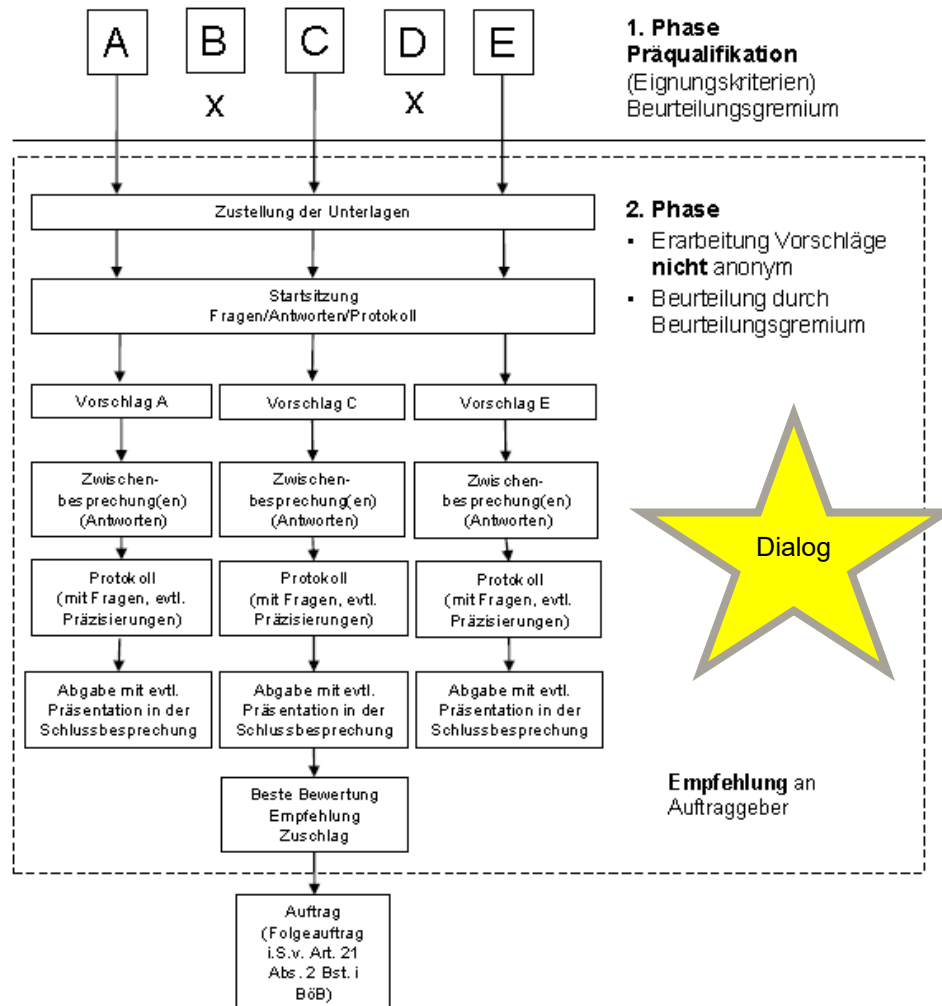 A
B
C
D
E
x
x
1. Phase
Präqualifikation
(Eignungskriterien)
Beurteilungsgremium
Zustellung der Unterlagen
2. Phase
▪ Erarbeitung Vorschläge
nicht anonym
▪ Beurteilung durch
Beurteilungsgremium
Startsitzung
Fragen/Antworten/Protokoll
Vorschlag A
Vorschlag C
Vorschlag E
Zwischen-
besprechung(en)
(Antworten)
Zwischen-
besprechung(en)
(Antworten)
Zwischen-
besprechung(en)
(Antworten)
Dialog
Protokoll
(mit Fragen, evtl.
Präzisierungen)
Protokoll
(mit Fragen, evtl.
Präzisierungen)
Protokoll
(mit Fragen, evtl.
Präzisierungen)
Abgabe mit evtl.
Präsentation in der
Schlussbesprechung
Abgabe mit evtl.
Präsentation in der
Schlussbesprechung
Abgabe mit evtl.
Präsentation in der
Schlussbesprechung
Beste Bewertung
Empfehlung
Zuschlag
Empfehlung an
Auftraggeber
Auftrag
(Folgeauftrag
i.S.v. Art. 21
Abs. 2 Bst. i
BöB)